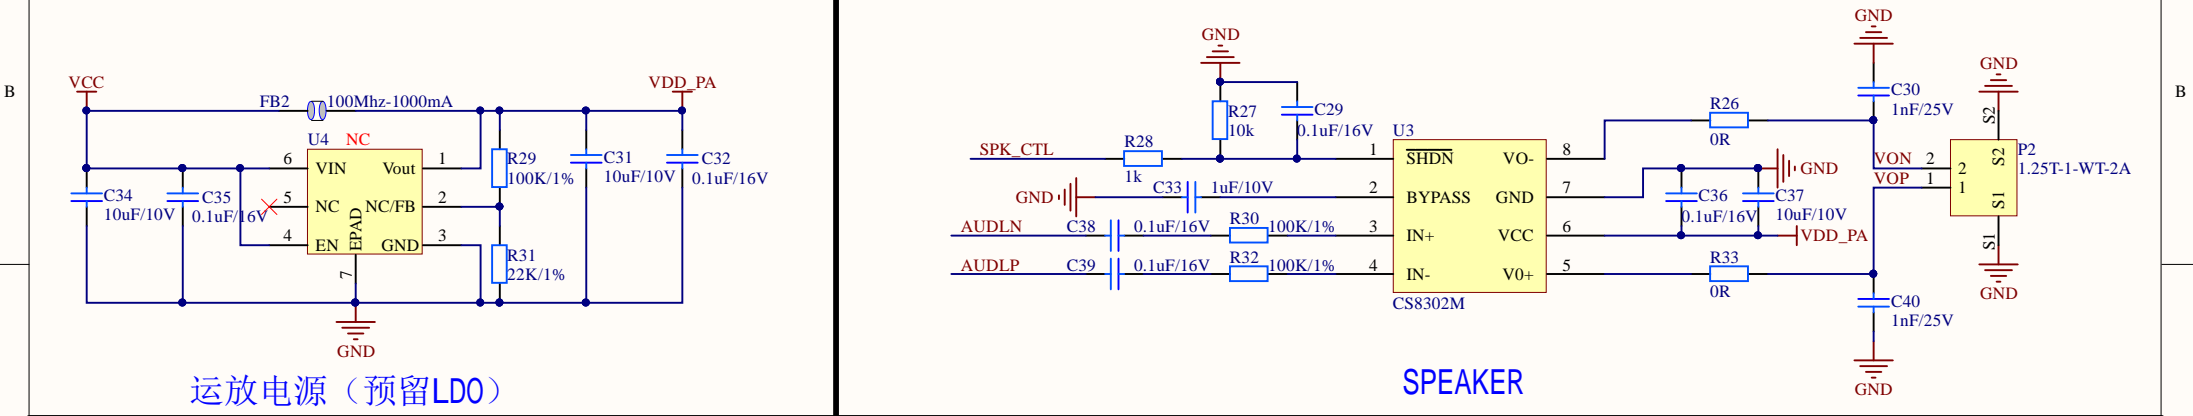 B
VCC
FB2
100Mhz-1000mA
VDD_PA
U4
NC
6
VIN
Vout
1
5
NC
NC/FB
2
4
EN
EPAD
GND
3
7
C34
10uF/10V
C35
0.1uF/16V
R29
100K/1%
R31
22K/1%
C31
10uF/10V
C32
0.1uF/16V
GND
运放电源（预留LDO）
GND
R27
10k
C29
0.1uF/16V
SPK_CTL
R28
1k
GND
C33
1uF/10V
AUDLN
C38
0.1uF/16V
R30
100K/1%
AUDLP
C39
0.1uF/16V
R32
100K/1%
U3
1
SHDN
VO-
8
2
BYPASS
GND
7
3
IN+
VCC
6
4
IN-
V0+
5
CS8302M
R26
0R
GND
C36
0.1uF/16V
C37
10uF/10V
VDD_PA
R33
0R
GND
C30
1nF/25V
C40
1nF/25V
GND
GND
S2
S2
P2
1.25T-1-WT-2A
VON
2
2
VOP
1
1
S1
S1
GND
SPEAKER
B